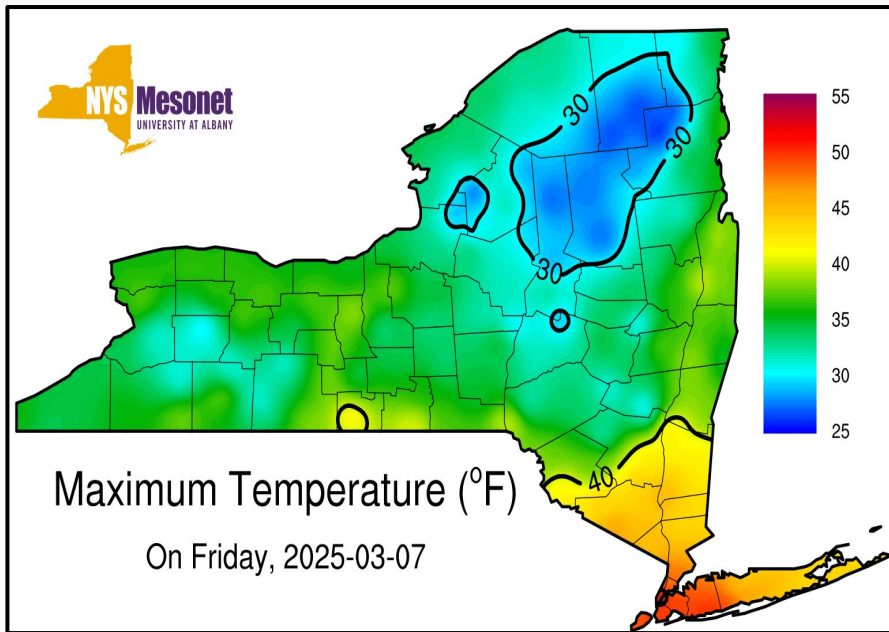 NYS Mesonet
UNIVERSITY AT ALBANY
30
30
30
40
55
50
45
40
35
30
25
Maximum Temperature (°F)
On Friday, 2025-03-07